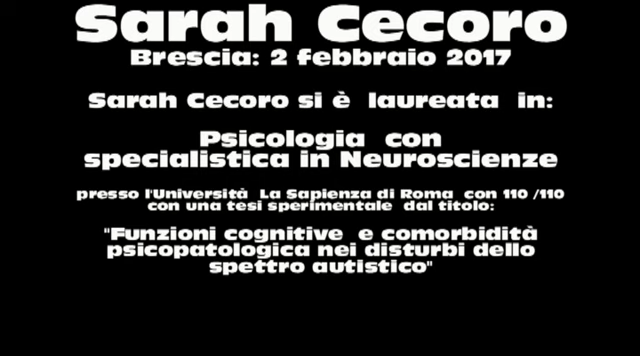 Sarah Cecoro
Brescia: 2 febbraio 2017
Sarah Cecoro si è laureata in:
Psicologia con
specialistica in Neuroscienze
presso l'Università La Sapienza di Roma con 110 /110
con una tesi sperimentale dal titolo:
"Funzioni cognitive e comorbidità
psicopatologica nei disturbi dello
spettro autistico"